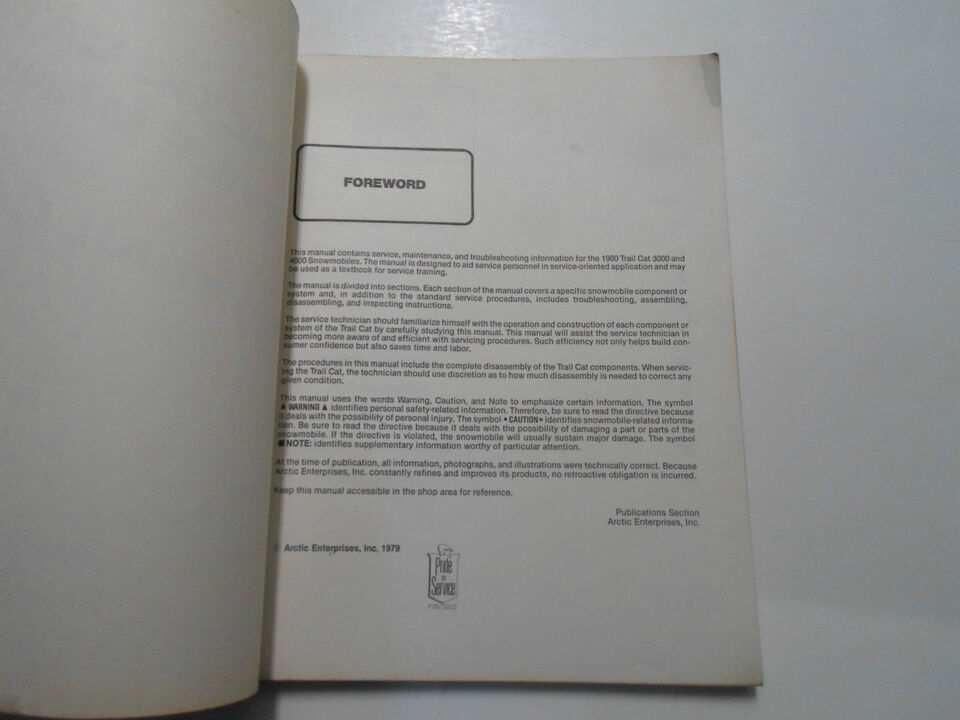 FOREWORD
This manual contains service, maintenance, and troubleshooting information for the 1980 Trail Cat 3000 and
4000 Snowmobiles. The manual is designed to aid service personnel in service-oriented application and may
be used as a textbook for service training.
The manual is divided into sections. Each section of the manual covers a specific snowmobile component or
system and, in addition to the standard service procedures, includes troubleshooting, assembling,
disassembling, and inspecting instructions.
The service technician should familiarize himself with the operation and construction of each component or
system of the Trail Cat by carefully studying this manual. This manual will assist the service technician in
becoming more aware of and efficient with servicing procedures. Such efficiency not only helps build con-
sumer confidence but also saves time and labor.
The procedures in this manual include the complete disassembly of the Trail Cat components. When servic-
ing the Trail Cat, the technician should use discretion as to how much disassembly is needed to correct any
given condition.
This manual uses the words Warning, Caution, and Note to emphasize certain information. The symbol
▲ WARNING ▲ identifies personal safety-related information. Therefore, be sure to read the directive because
it deals with the possibility of personal injury. The symbol • CAUTION • identifies snowmobile-related informa-
tion. Be sure to read the directive because it deals with the possibility of damaging a part or parts of the
snowmobile. If the directive is violated, the snowmobile will usually sustain major damage. The symbol
■ NOTE: identifies supplementary information worthy of particular attention.
At the time of publication, all information, photographs, and illustrations were technically correct. Because
Arctic Enterprises, Inc. constantly refines and improves its products, no retroactive obligation is incurred.
Keep this manual accessible in the shop area for reference.
Publications Section
Arctic Enterprises, Inc.
© Arctic Enterprises, Inc. 1979
Pride
in
Service